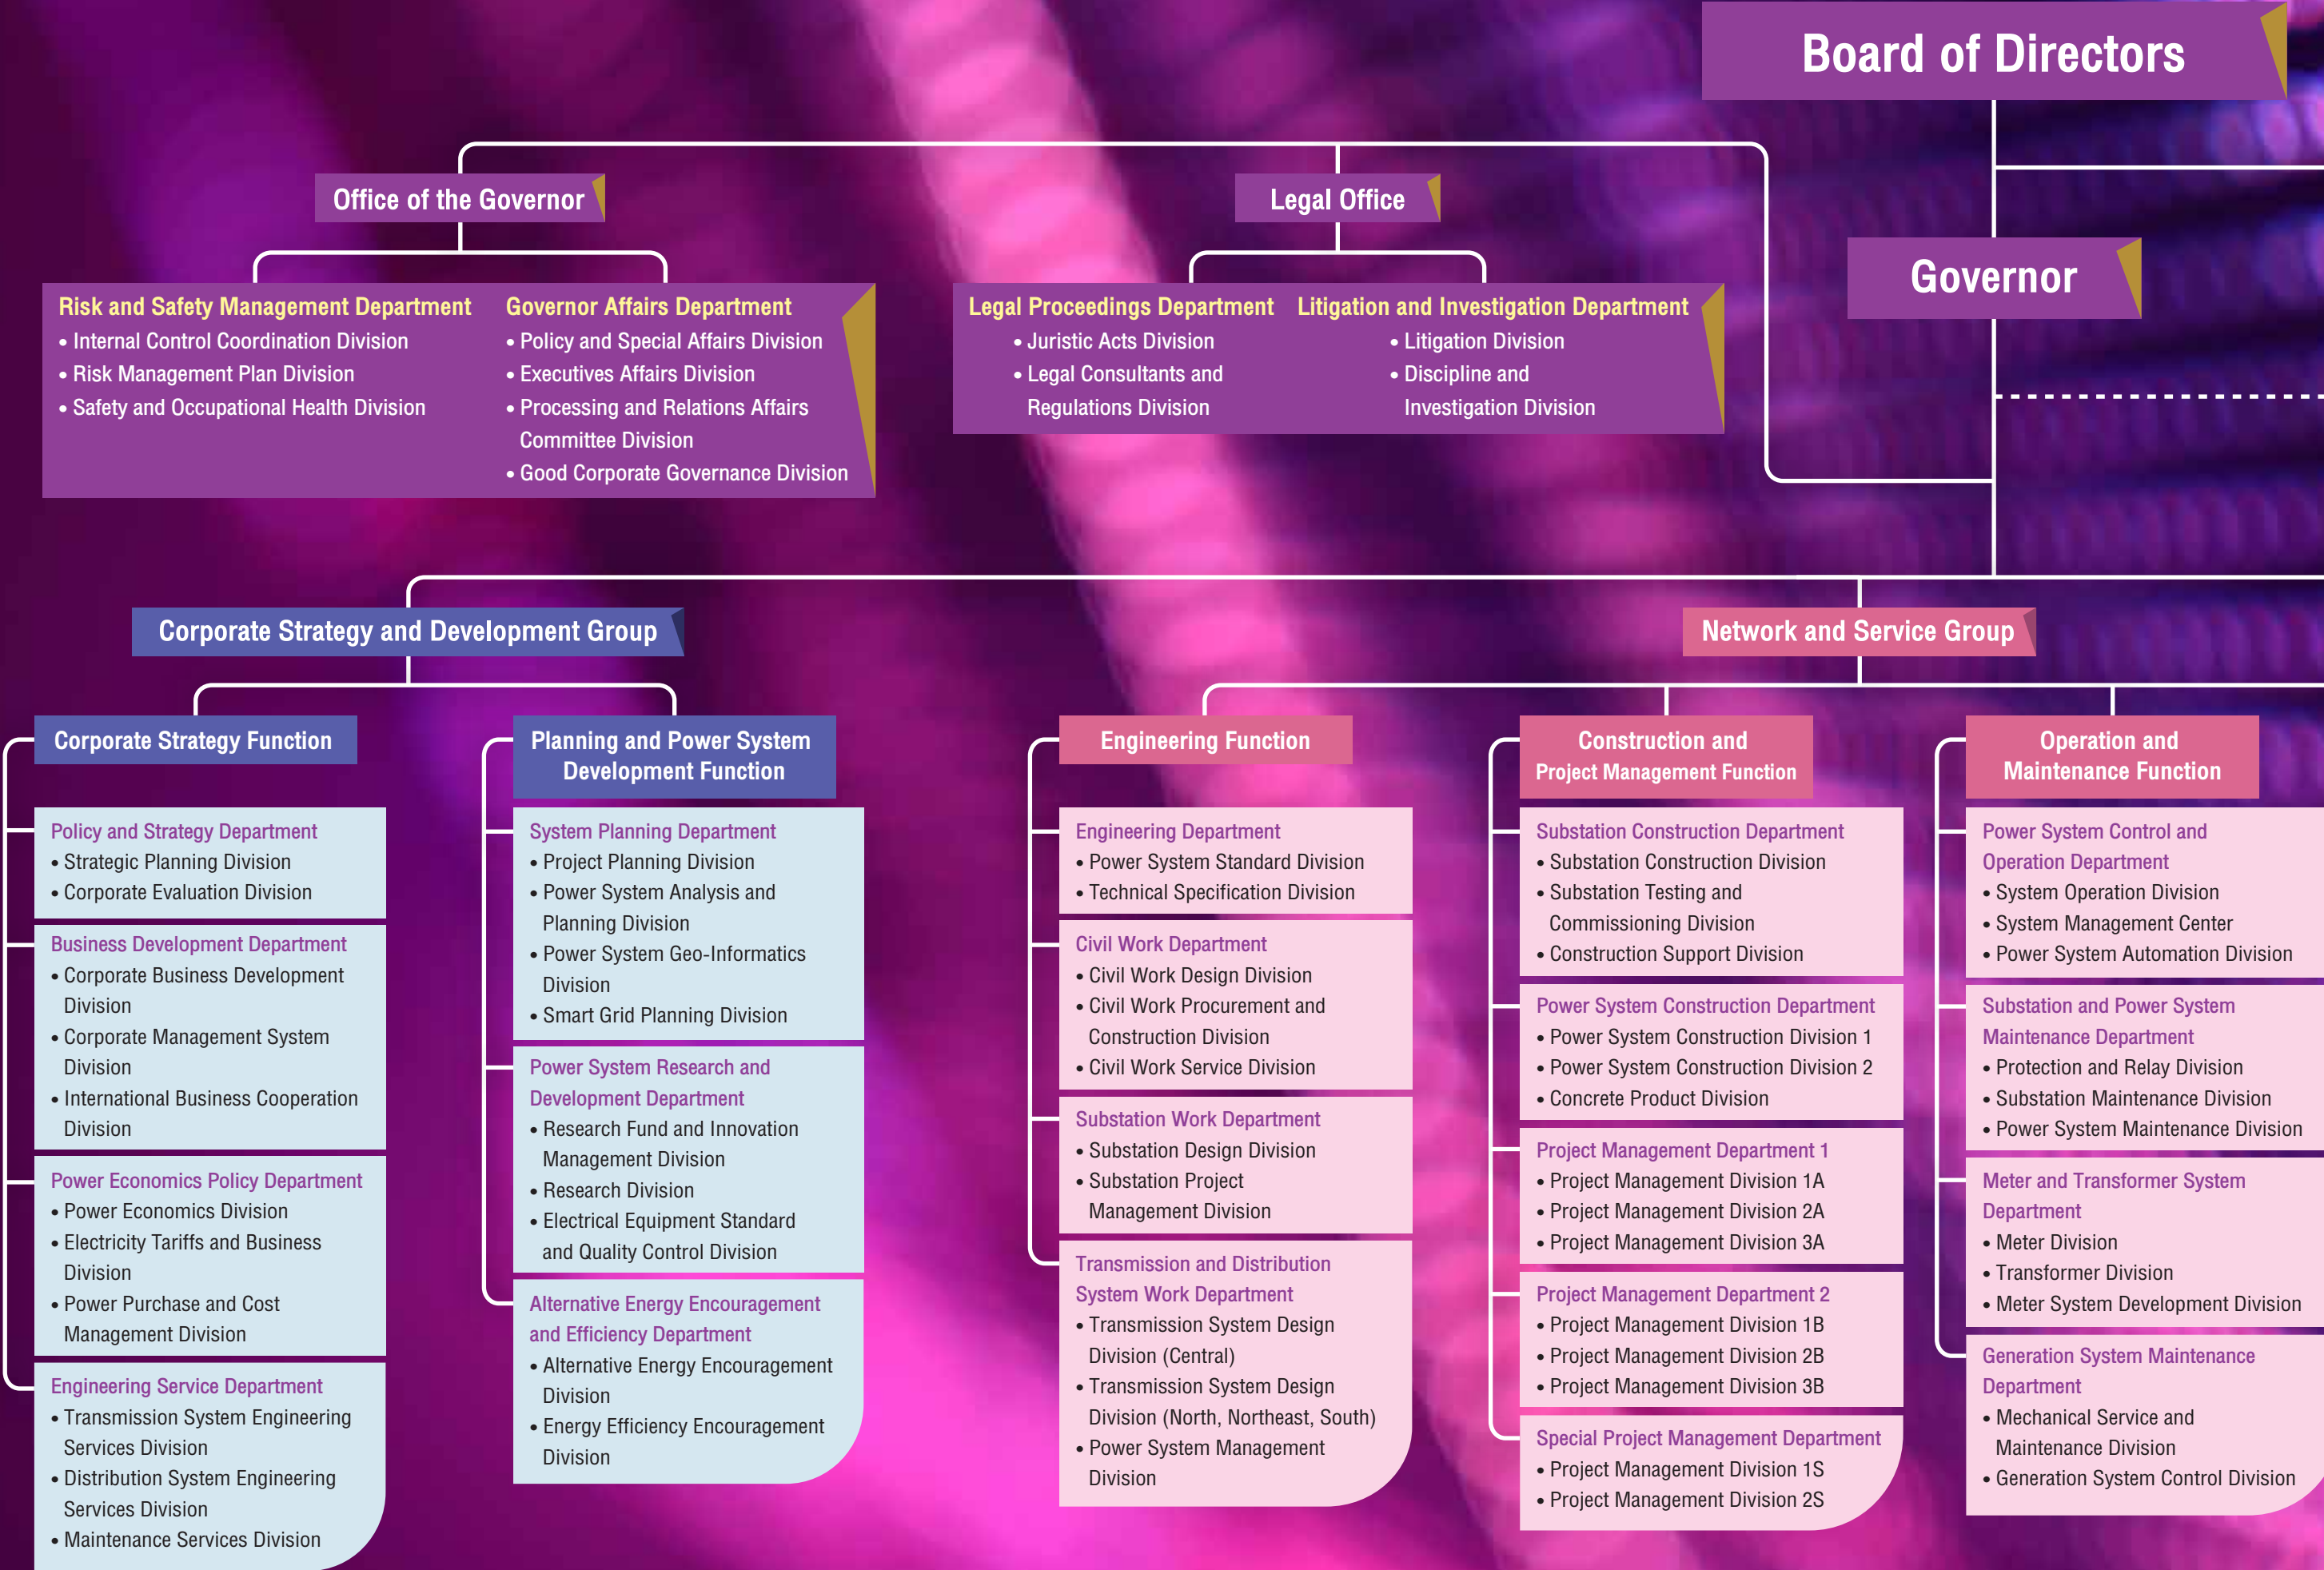 Board of Directors
Office of the Governor
Legal Office
Governor
Risk and Safety Management Department
• Internal Control Coordination Division
• Risk Management Plan Division
• Safety and Occupational Health Division
Governor Affairs Department
• Policy and Special Affairs Division
• Executives Affairs Division
• Processing and Relations Affairs
Committee Division
• Good Corporate Governance Division
Legal Proceedings Department
• Juristic Acts Division
• Legal Consultants and
Regulations Division
Litigation and Investigation Department
• Litigation Division
• Discipline and
Investigation Division
Corporate Strategy and Development Group
Network and Service Group
Corporate Strategy Function
Policy and Strategy Department
• Strategic Planning Division
• Corporate Evaluation Division
Business Development Department
• Corporate Business Development
Division
• Corporate Management System
Division
• International Business Cooperation
Division
Power Economics Policy Department
• Power Economics Division
• Electricity Tariffs and Business
Division
• Power Purchase and Cost
Management Division
Engineering Service Department
• Transmission System Engineering
Services Division
• Distribution System Engineering
Services Division
• Maintenance Services Division
Planning and Power System
Development Function
System Planning Department
• Project Planning Division
• Power System Analysis and
Planning Division
• Power System Geo-Informatics
Division
• Smart Grid Planning Division
Power System Research and
Development Department
• Research Fund and Innovation
Management Division
• Research Division
• Electrical Equipment Standard
and Quality Control Division
Alternative Energy Encouragement
and Efficiency Department
• Alternative Energy Encouragement
Division
• Energy Efficiency Encouragement
Division
Engineering Function
Engineering Department
• Power System Standard Division
• Technical Specification Division
Civil Work Department
• Civil Work Design Division
• Civil Work Procurement and
Construction Division
• Civil Work Service Division
Substation Work Department
• Substation Design Division
• Substation Project
Management Division
Transmission and Distribution
System Work Department
• Transmission System Design
Division (Central)
• Transmission System Design
Division (North, Northeast, South)
• Power System Management
Division
Construction and
Project Management Function
Substation Construction Department
• Substation Construction Division
• Substation Testing and
Commissioning Division
• Construction Support Division
Power System Construction Department
• Power System Construction Division 1
• Power System Construction Division 2
• Concrete Product Division
Project Management Department 1
• Project Management Division 1A
• Project Management Division 2A
• Project Management Division 3A
Project Management Department 2
• Project Management Division 1B
• Project Management Division 2B
• Project Management Division 3B
Special Project Management Department
• Project Management Division 1S
• Project Management Division 2S
Operation and
Maintenance Function
Power System Control and
Operation Department
• System Operation Division
• System Management Center
• Power System Automation Division
Substation and Power System
Maintenance Department
• Protection and Relay Division
• Substation Maintenance Division
• Power System Maintenance Division
Meter and Transformer System
Department
• Meter Division
• Transformer Division
• Meter System Development Division
Generation System Maintenance
Department
• Mechanical Service and
Maintenance Division
• Generation System Control Division